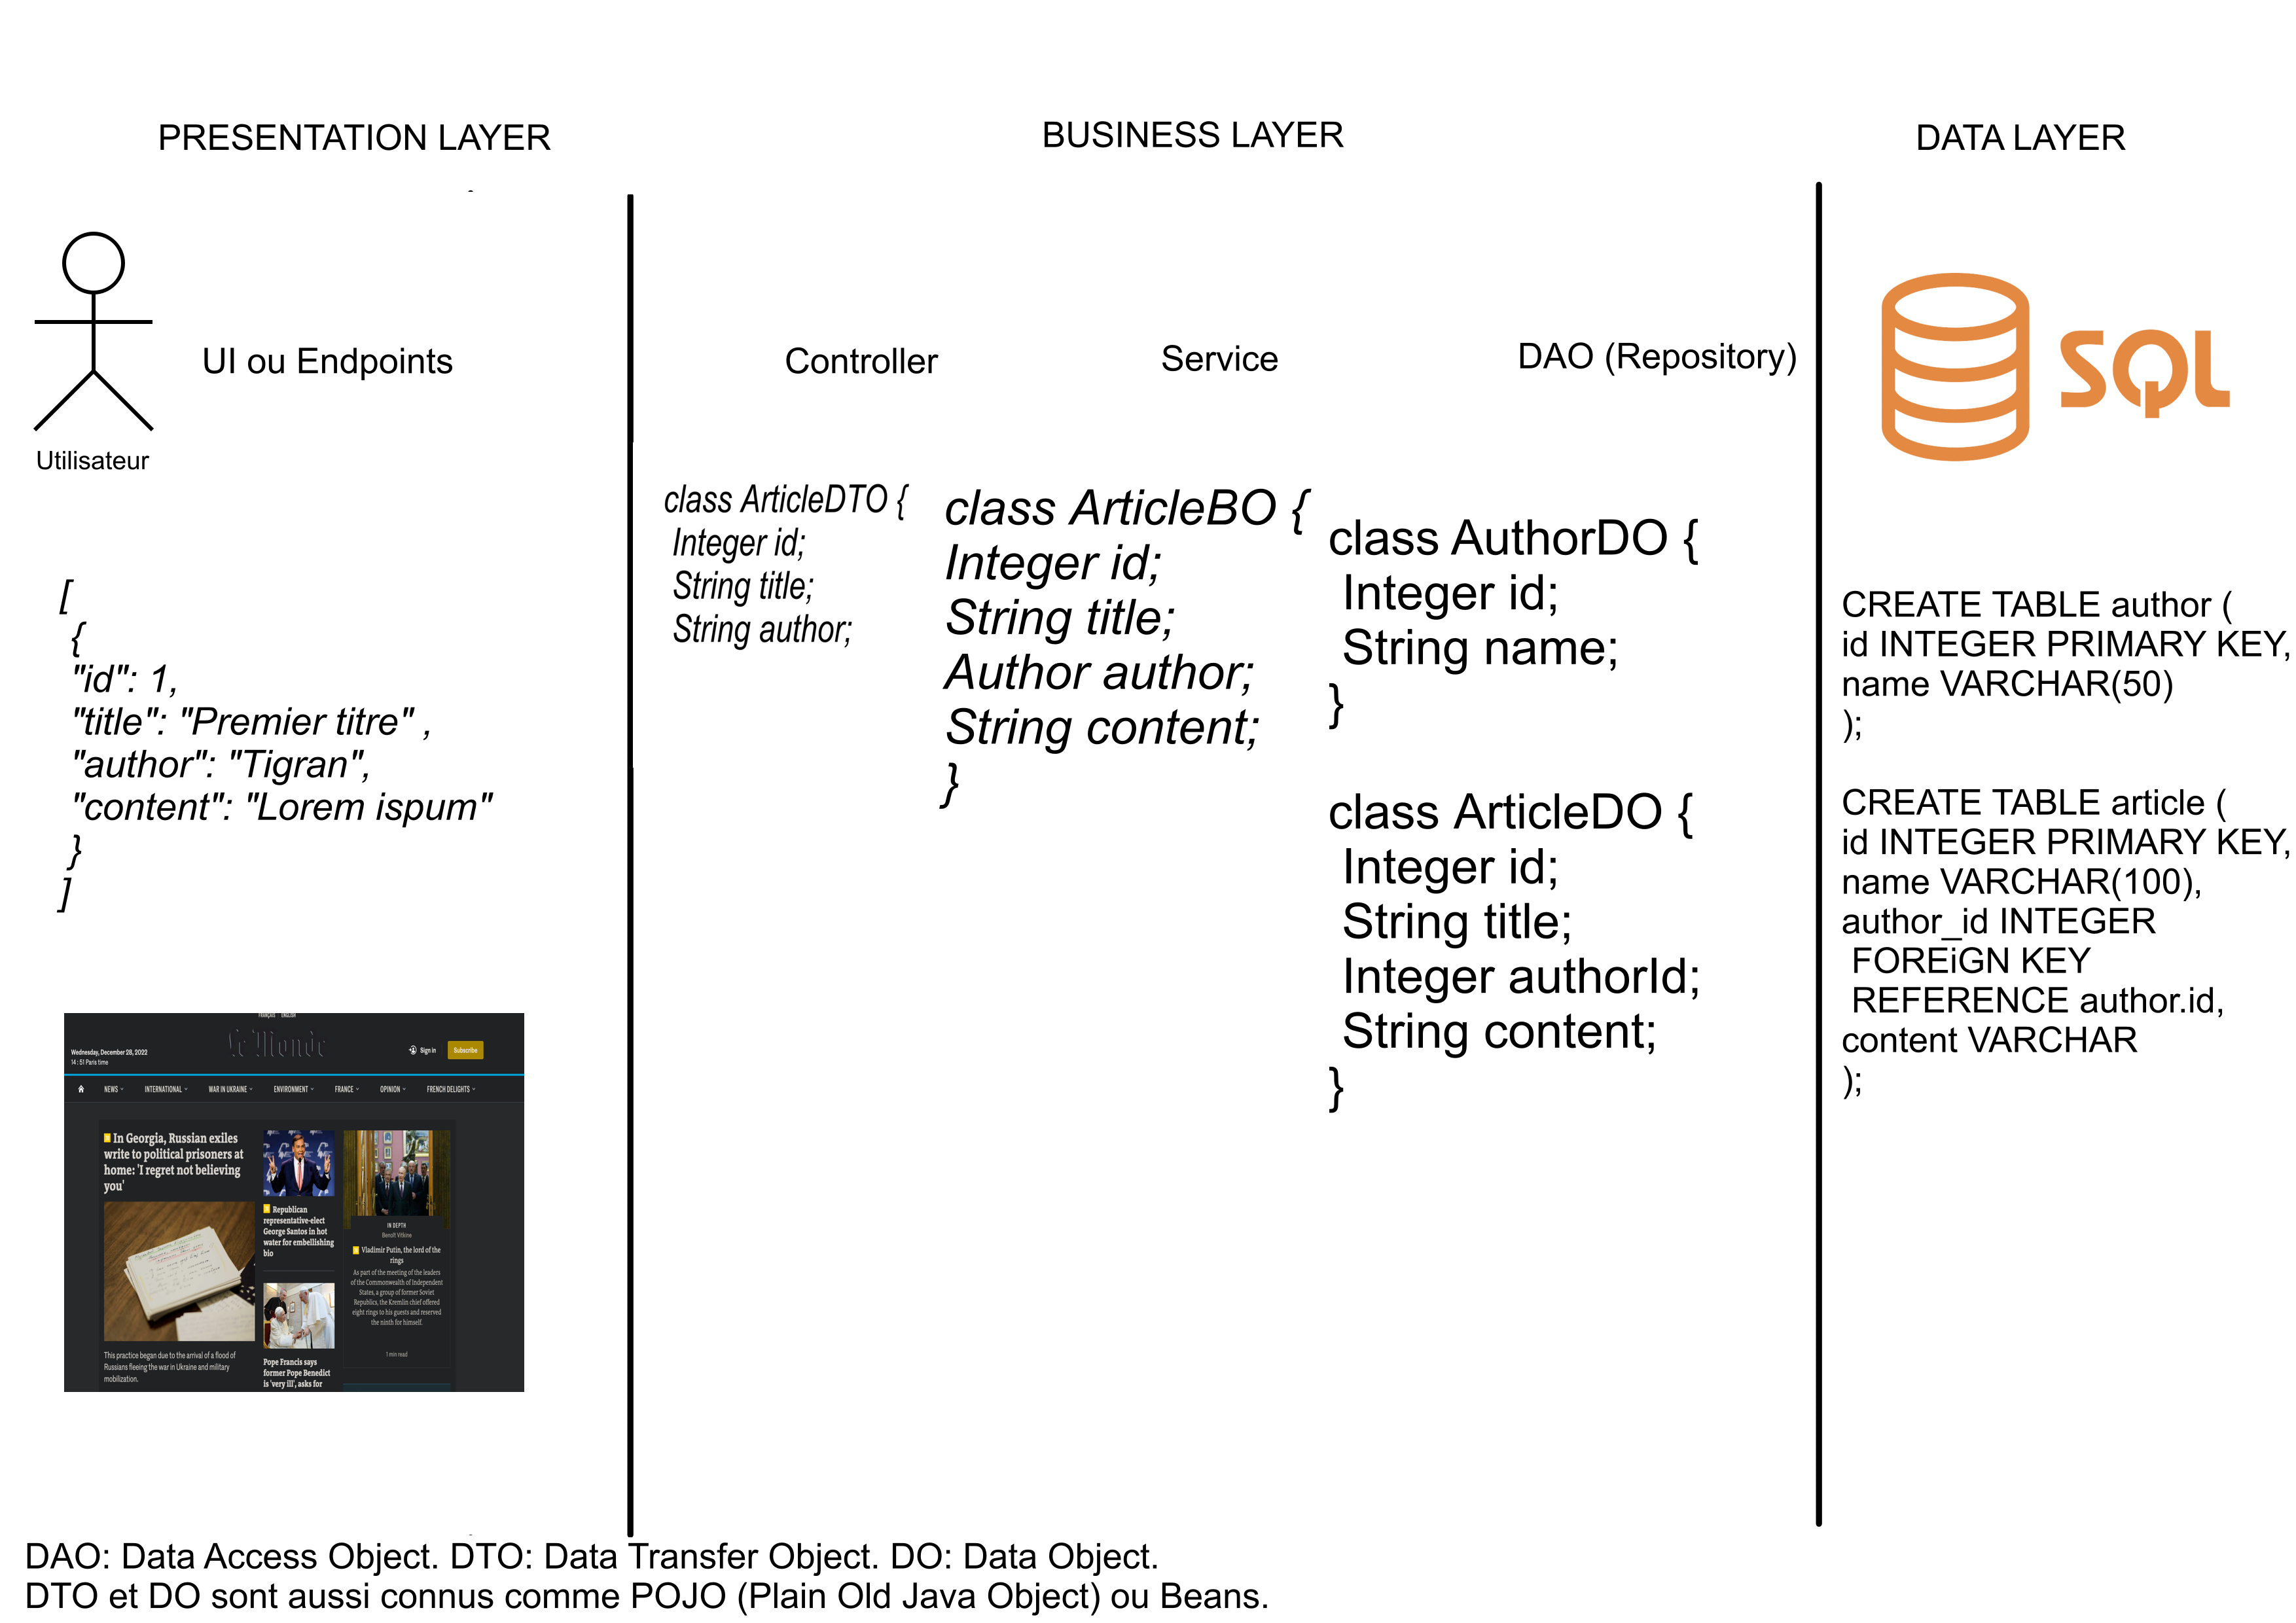 PRESENTATION LAYER
BUSINESS LAYER
DATA LAYER
Utilisateur
UI ou Endpoints
Controller
Service
DAO (Repository)
SQL
[
{
"id": 1,
"title": "Premier titre" ,
"author": "Tigran",
"content": "Lorem ispum"
}
]
class ArticleDTO {
Integer id;
String title;
String author;
class ArticleBO {
Integer id;
String title;
Author author;
String content;
}
class AuthorDO {
Integer id;
String name;
}
class ArticleDO {
Integer id;
String title;
Integer authorId;
String content;
}
CREATE TABLE author (
id INTEGER PRIMARY KEY,
name VARCHAR(50)
);
CREATE TABLE article (
id INTEGER PRIMARY KEY,
name VARCHAR(100),
author_id INTEGER
FOREiGN KEY
REFERENCE author.id,
content VARCHAR
);
FRANÇAIS ENGLISH
Le Monde
Wednesday, December 28, 2022
14 : 51 Paris time
Sign in
Subscribe
NEWS
INTERNATIONAL
WAR IN UKRAINE
ENVIRONMENT
FRANCE
OPINION
FRENCH DELIGHTS
In Georgia, Russian exiles
write to political prisoners at
home: 'I regret not believing
you'
This practice began due to the arrival of a flood of
Russians fleeing the war in Ukraine and military
mobilization.
Republican
representative-elect
George Santos in hot
water for embellishing
bio
Pope Francis says
former Pope Benedict
is 'very ill', asks for
IN DEPTH
Benoît Vitkine
Vladimir Putin, the lord of the
rings
As part of the meeting of the leaders
of the Commonwealth of Independent
States, a group of former Soviet
Republics, the Kremlin chief offered
eight rings to his guests and reserved
the ninth for himself.
1 min read
DAO: Data Access Object. DTO: Data Transfer Object. DO: Data Object.
DTO et DO sont aussi connus comme POJO (Plain Old Java Object) ou Beans.